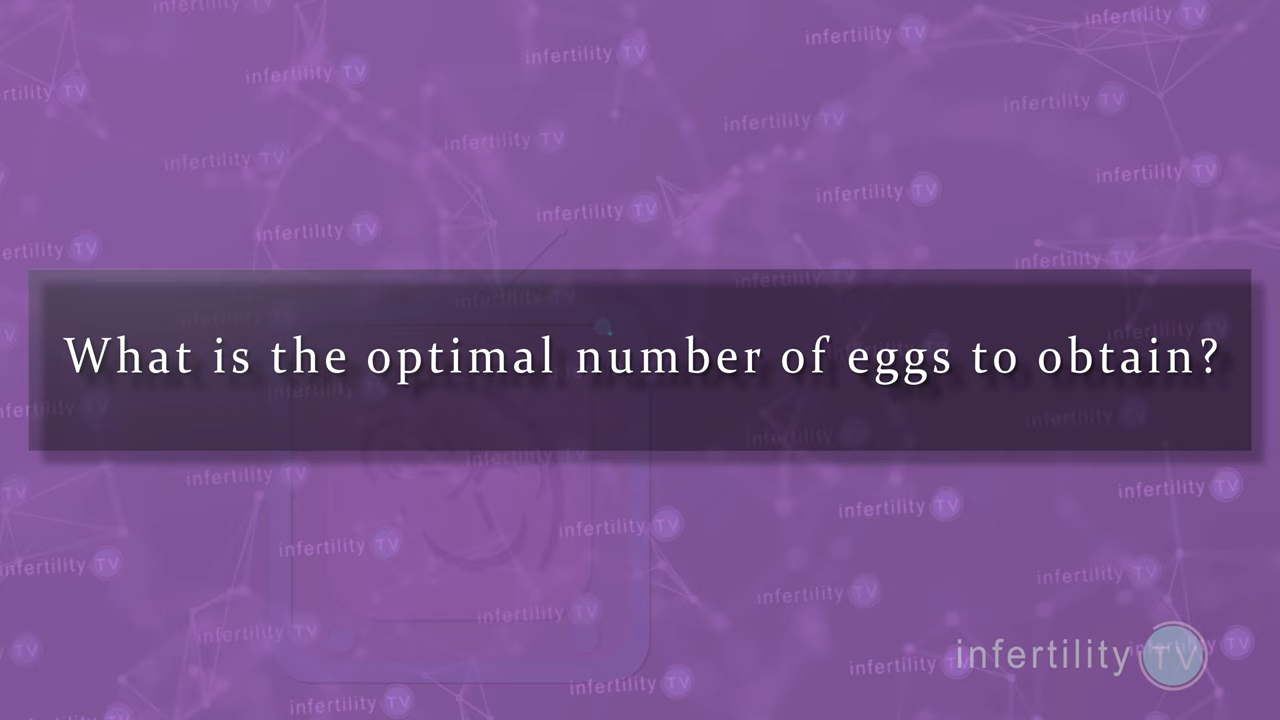 What is the optimal number of eggs to obtain?
infertility TV